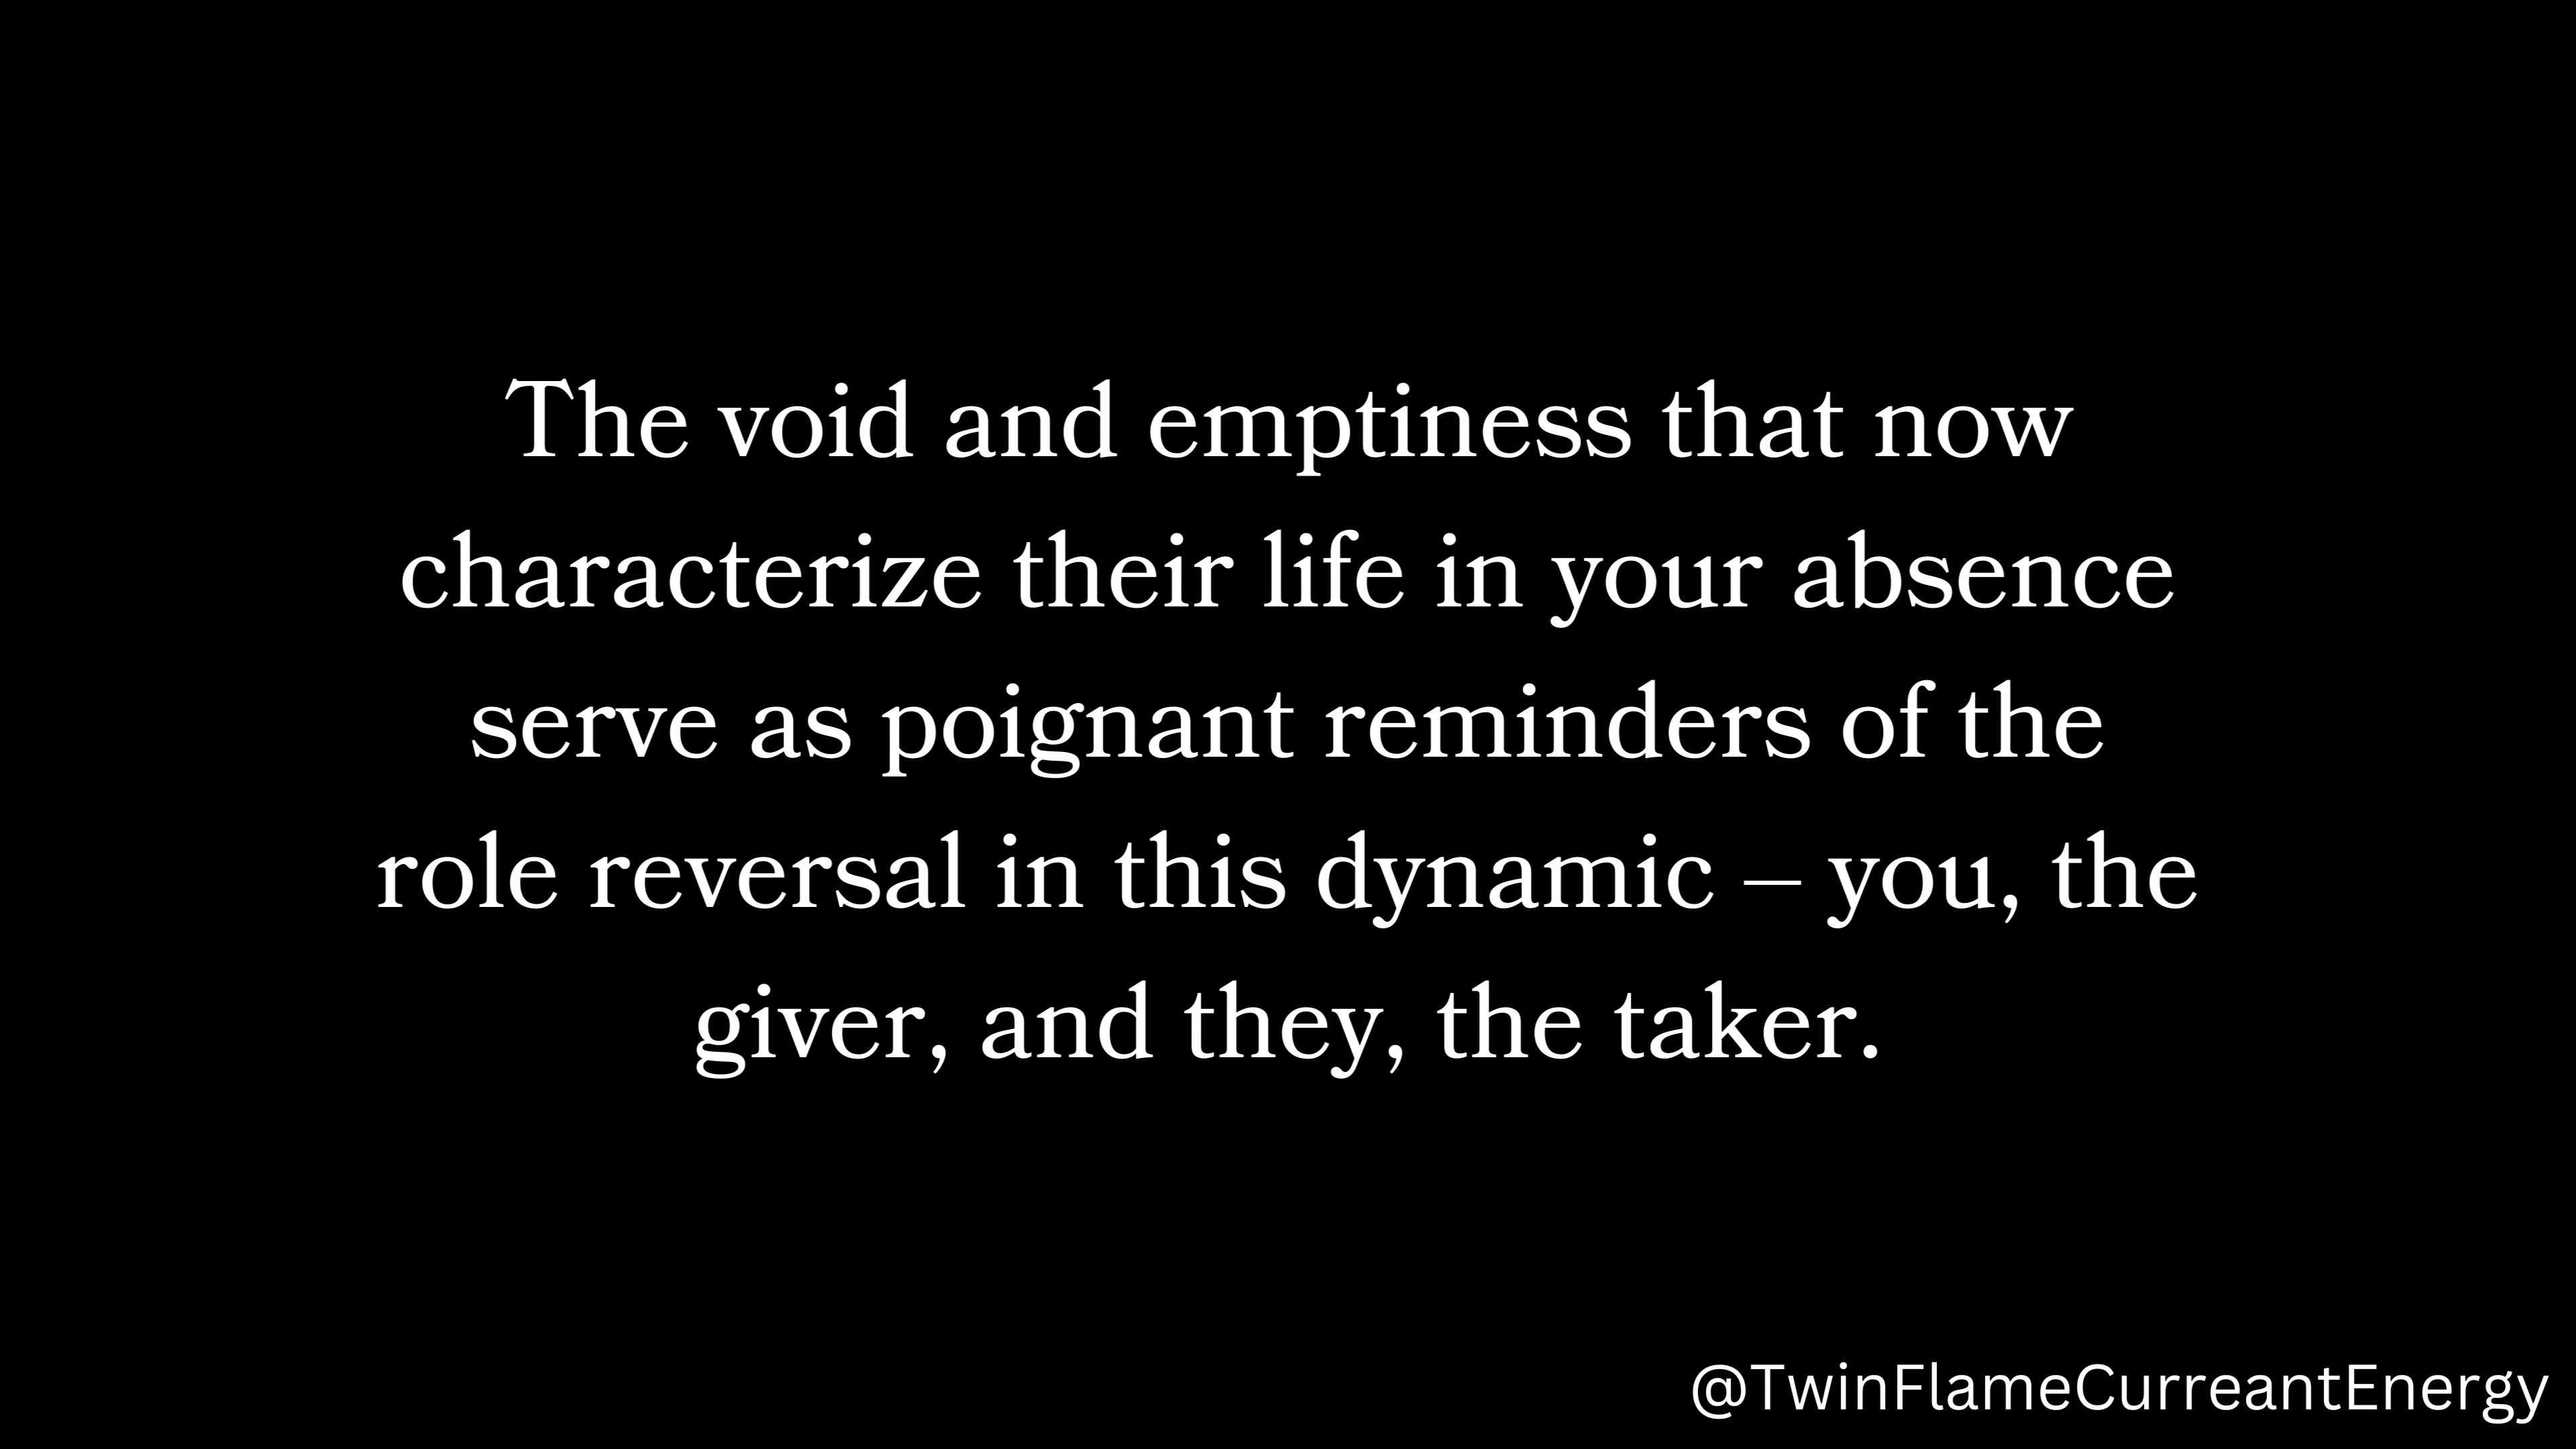 The void and emptiness that now
characterize their life in your absence
serve as poignant reminders of the
role reversal in this dynamic – you, the
giver, and they, the taker.
@TwinFlameCurreantEnergy